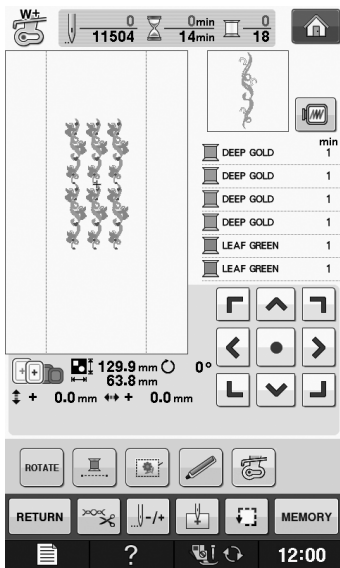 W±
0 0min 0
11504 14min 18
min
DEEP GOLD 1
DEEP GOLD 1
DEEP GOLD 1
DEEP GOLD 1
LEAF GREEN 1
LEAF GREEN 1
129.9 mm 0°
63.8 mm
+ 0.0 mm + 0.0 mm
ROTATE
RETURN -/+ MEMORY
? 12:00